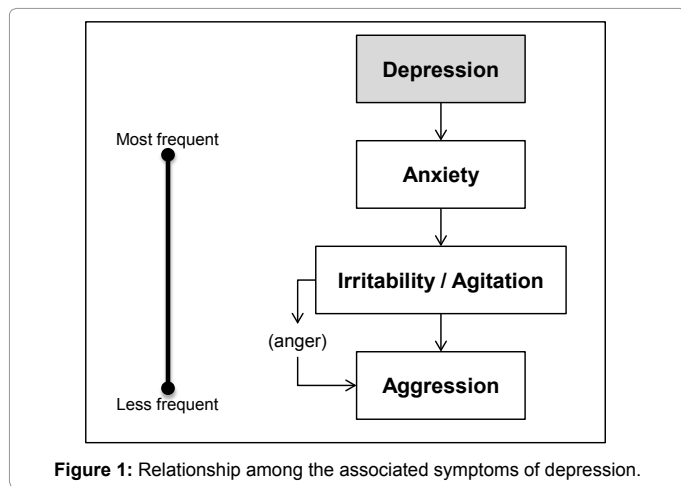 Depression
Most frequent
Anxiety
Irritability / Agitation
(anger)
Aggression
Less frequent
Figure 1: Relationship among the associated symptoms of depression.